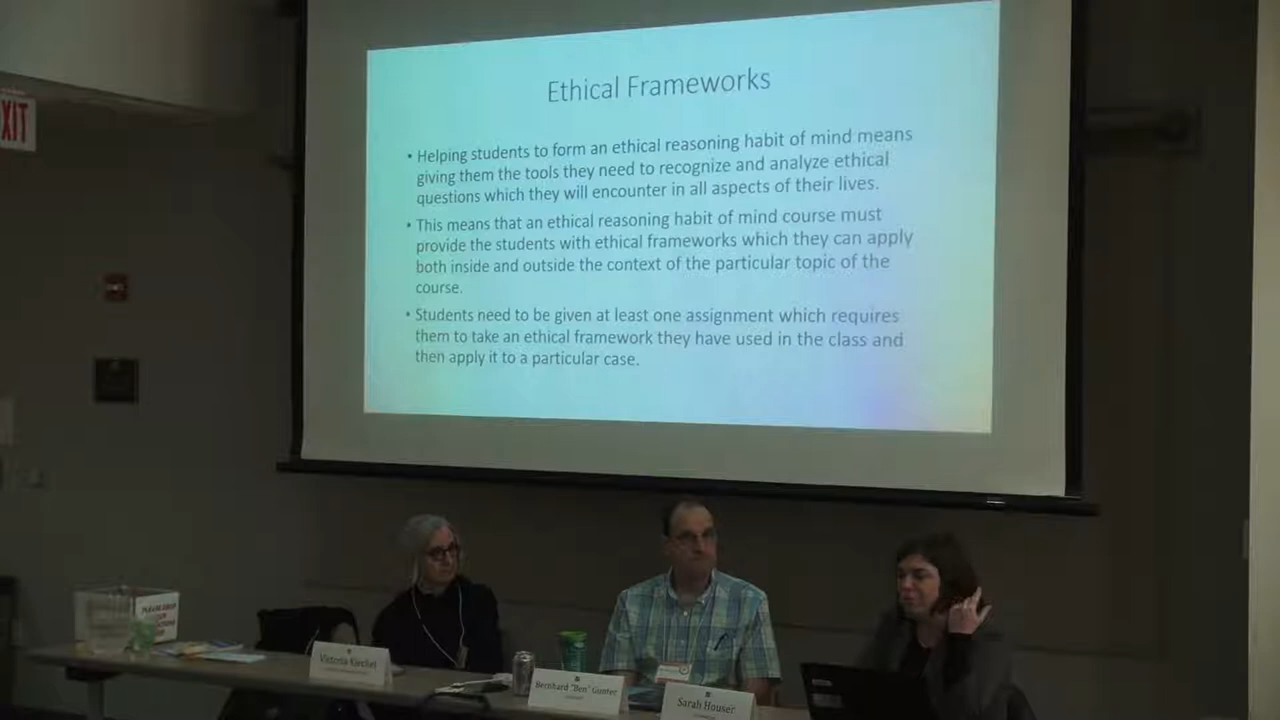 EXIT
Ethical Frameworks
• Helping students to form an ethical reasoning habit of mind means
giving them the tools they need to recognize and analyze ethical
questions which they will encounter in all aspects of their lives.
• This means that an ethical reasoning habit of mind course must
provide the students with ethical frameworks which they can apply
both inside and outside the context of the particular topic of the
course.
• Students need to be given at least one assignment which requires
them to take an ethical framework they have used in the class and
then apply it to a particular case.
PLEASE DROP
Victoria Kiechel
Bernhard "Ben" Gunter
Sarah Houser